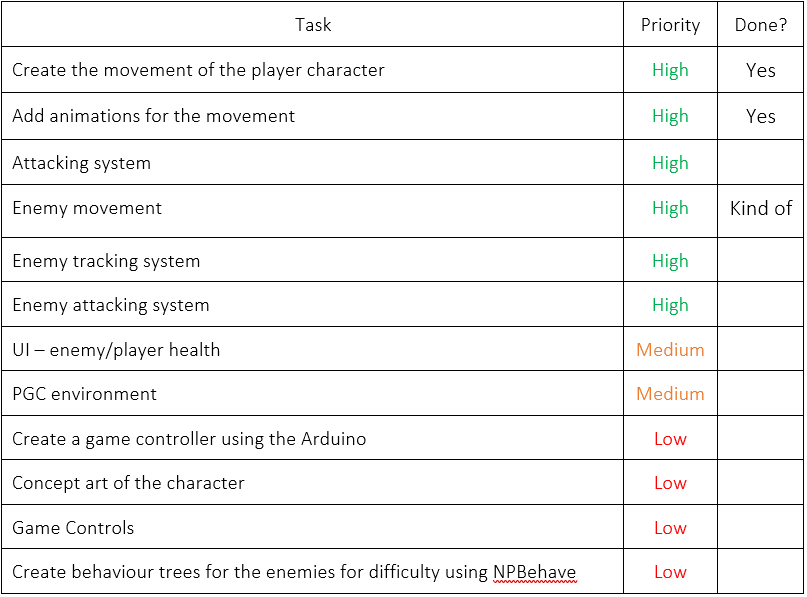 Task Priority Done?
Create the movement of the player character High Yes
Add animations for the movement High Yes
Attacking system High
Enemy movement High Kind of
Enemy tracking system High
Enemy attacking system High
UI – enemy/player health Medium
PGC environment Medium
Create a game controller using the Arduino Low
Concept art of the character Low
Game Controls Low
Create behaviour trees for the enemies for difficulty using NPBehave Low